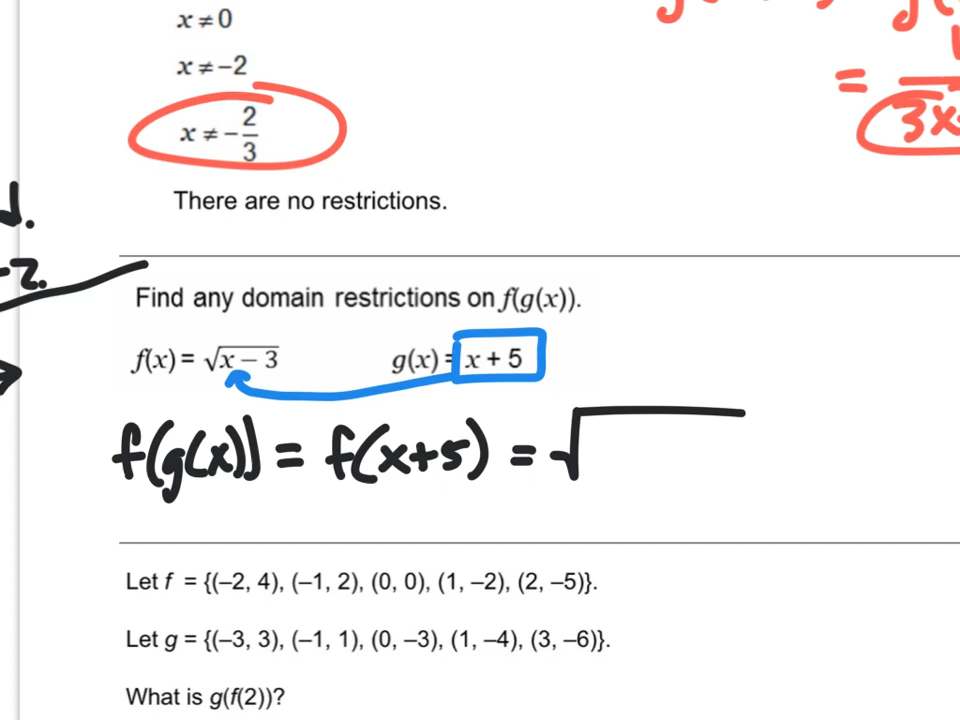 x ≠ 0
x ≠ −2
x ≠ −2/3
= 3x
There are no restrictions.
-2.
Find any domain restrictions on f(g(x)).
f(x) = √(x − 3) g(x) = x + 5
f(g(x)) = f(x+5) = √
Let f = {(–2, 4), (–1, 2), (0, 0), (1, –2), (2, –5)}.
Let g = {(–3, 3), (–1, 1), (0, –3), (1, –4), (3, –6)}.
What is g(f(2))?